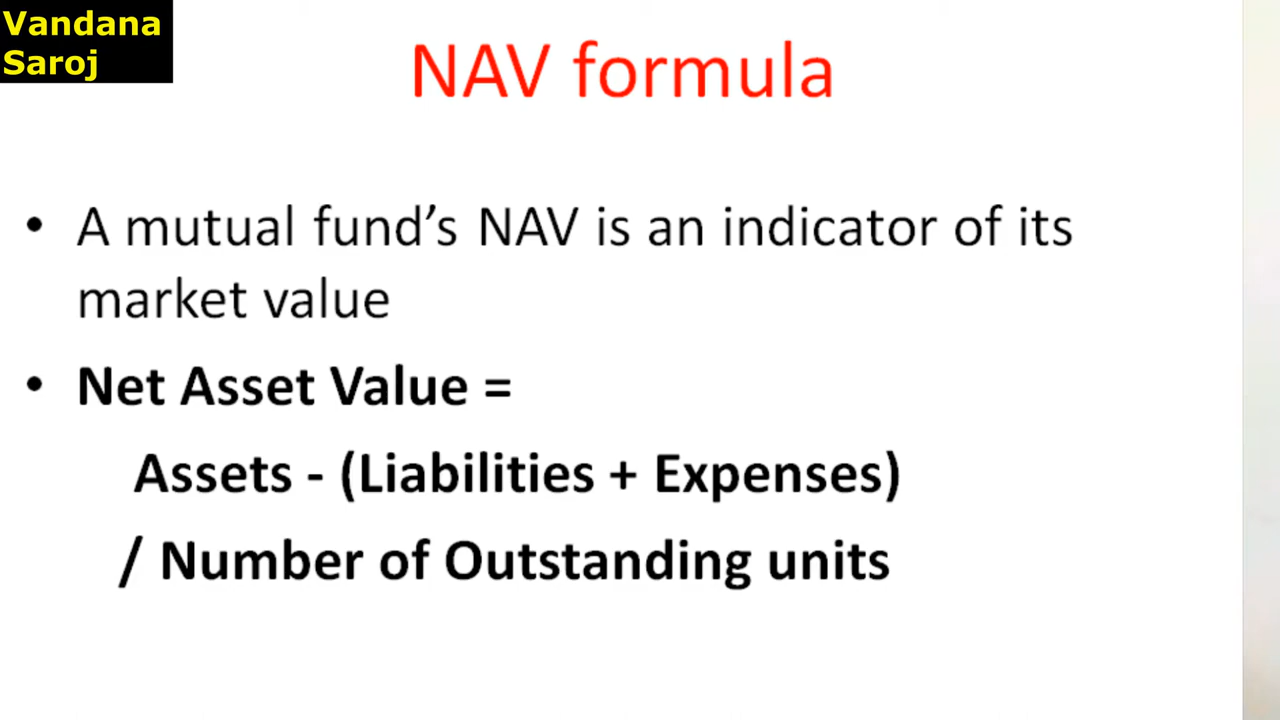 Vandana
Saroj
NAV formula
• A mutual fund’s NAV is an indicator of its
market value
• Net Asset Value =
Assets - (Liabilities + Expenses)
/ Number of Outstanding units